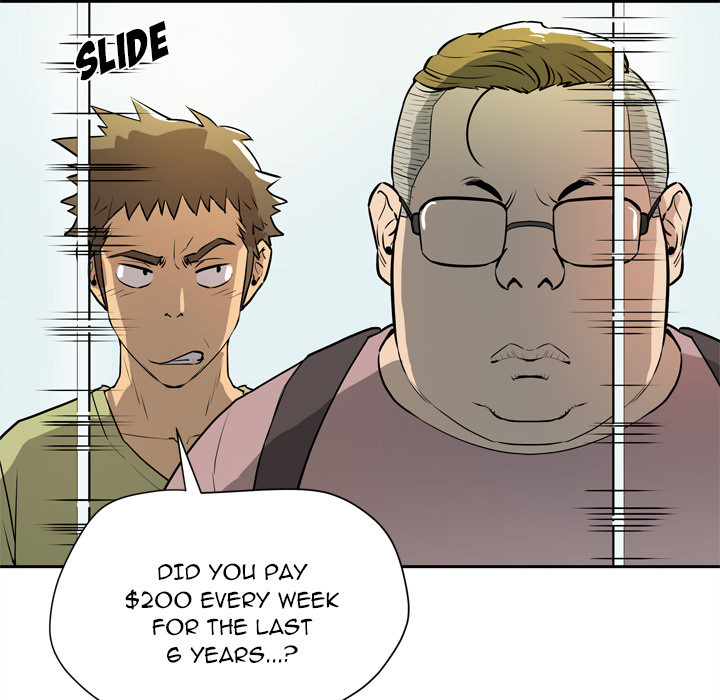 SLIDE
DID YOU PAY
$200 EVERY WEEK
FOR THE LAST
6 YEARS...?